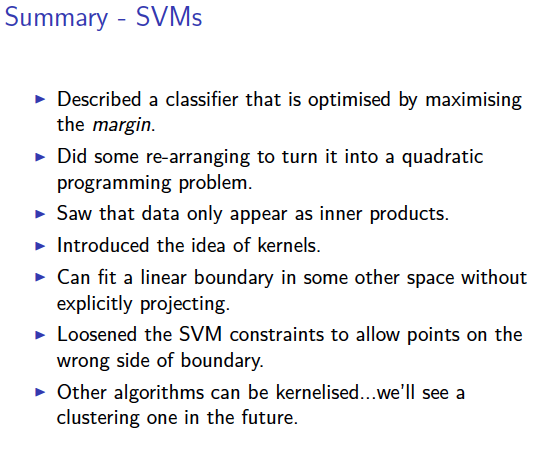 Summary - SVMs
Described a classifier that is optimised by maximising
the margin.
Did some re-arranging to turn it into a quadratic
programming problem.
Saw that data only appear as inner products.
Introduced the idea of kernels.
Can fit a linear boundary in some other space without
explicitly projecting.
Loosened the SVM constraints to allow points on the
wrong side of boundary.
Other algorithms can be kernelised...we'll see a
clustering one in the future.